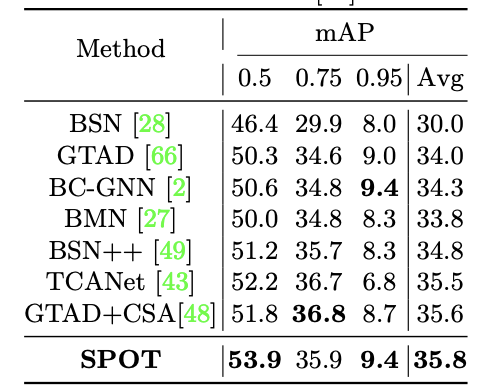 mAP
Method
0.5 0.75 0.95 Avg
BSN [28] 46.4 29.9 8.0 30.0
GTAD [66] 50.3 34.6 9.0 34.0
BC-GNN [2] 50.6 34.8 9.4 34.3
BMN [27] 50.0 34.8 8.3 33.8
BSN++ [49] 51.2 35.7 8.3 34.8
TCANet [43] 52.2 36.7 6.8 35.5
GTAD+CSA[48] 51.8 36.8 8.7 35.6
SPOT 53.9 35.9 9.4 35.8